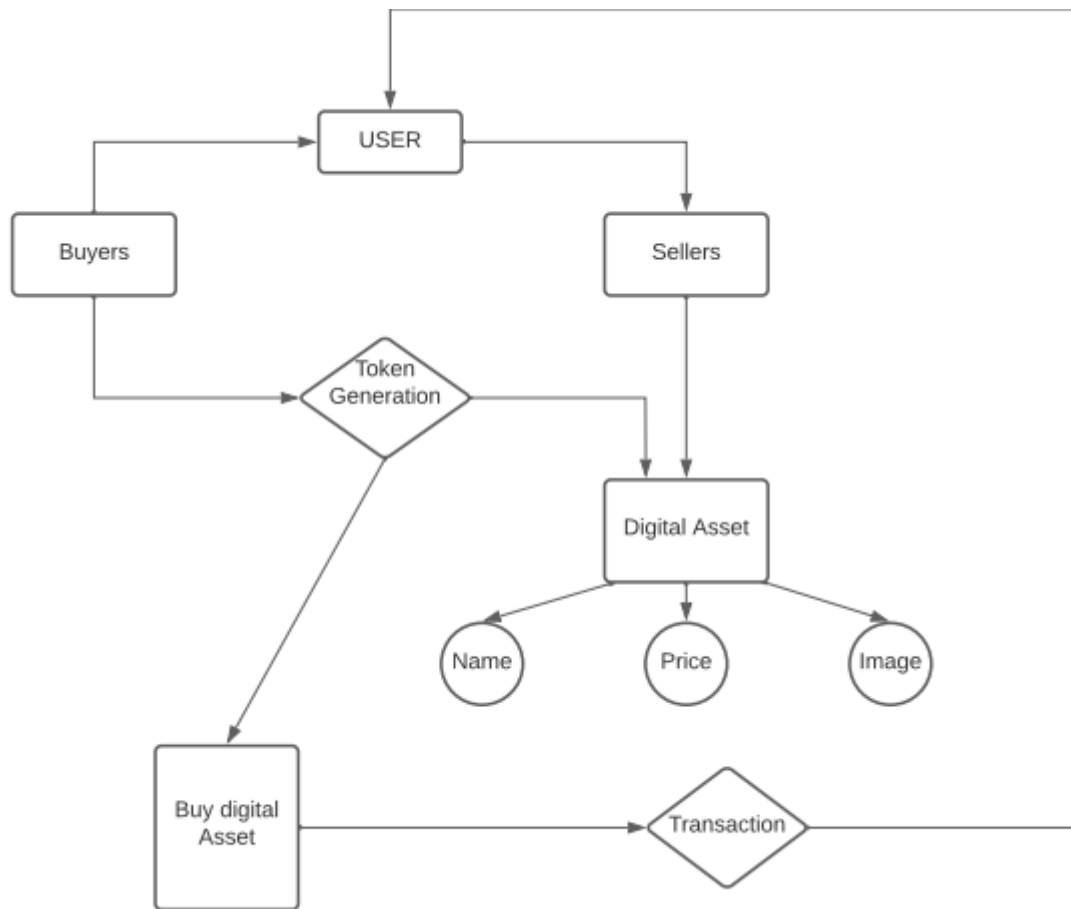 USER
Buyers
Sellers
Token
Generation
Digital Asset
Name
Price
Image
Buy digital
Asset
Transaction